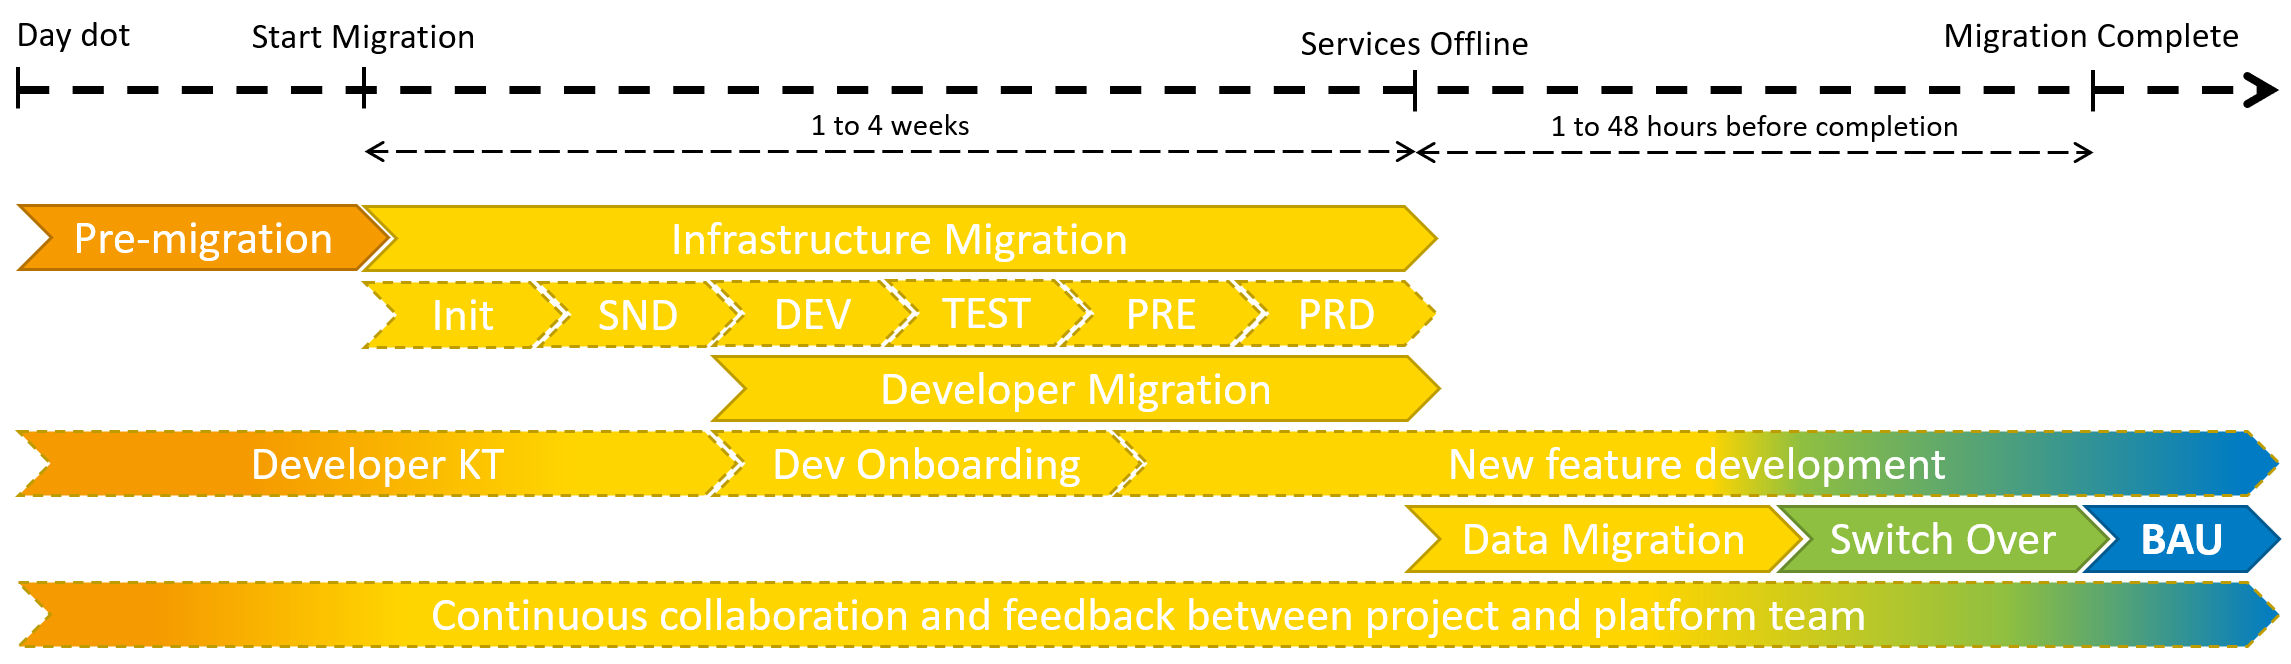 Day dot
Start Migration
Services Offline
Migration Complete
1 to 4 weeks
1 to 48 hours before completion
Pre-migration
Infrastructure Migration
Init
SND
DEV
TEST
PRE
PRD
Developer Migration
Developer KT
Dev Onboarding
New feature development
Data Migration
Switch Over
BAU
Continuous collaboration and feedback between project and platform team